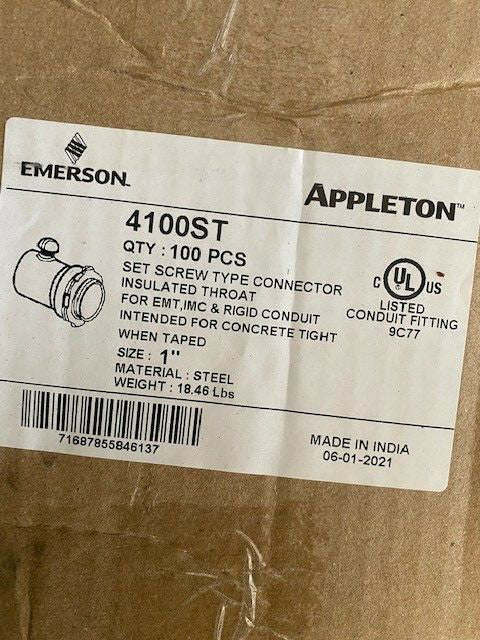 EMERSON™
APPLETON™
4100ST
QTY : 100 PCS
SET SCREW TYPE CONNECTOR
INSULATED THROAT
FOR EMT,IMC & RIGID CONDUIT
INTENDED FOR CONCRETE TIGHT
WHEN TAPED
SIZE : 1"
MATERIAL : STEEL
WEIGHT : 18.46 Lbs
C UL US
LISTED
CONDUIT FITTING
9C77
71687855846137
MADE IN INDIA
06-01-2021